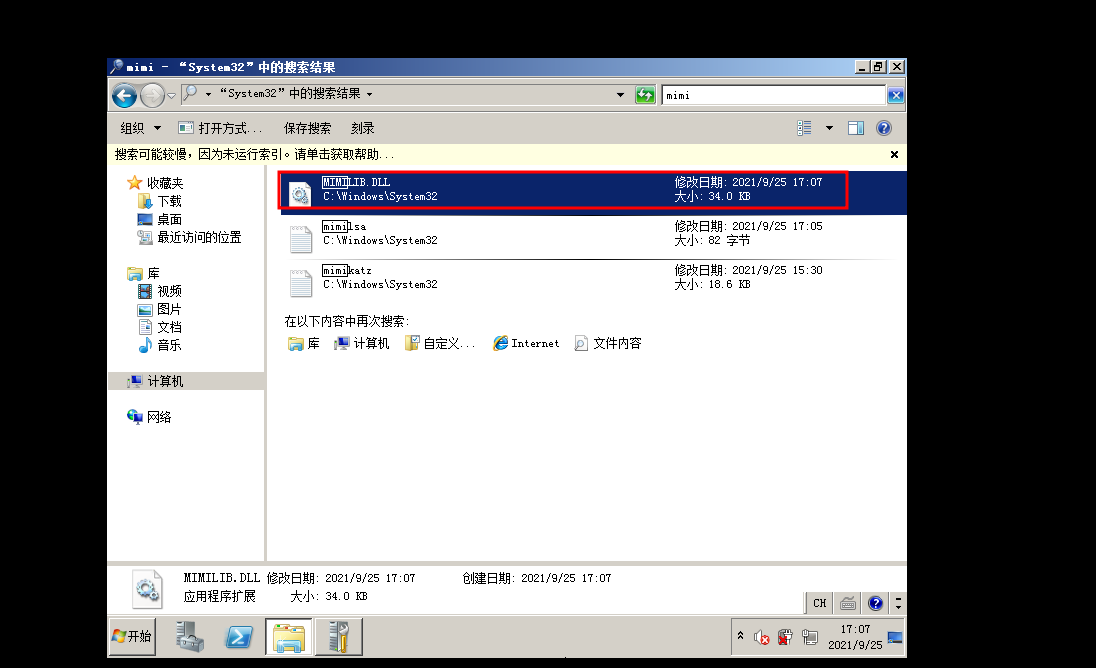 mimi - “System32”中的搜索结果
“System32”中的搜索结果
mimi
组织
打开方式...
保存搜索
刻录
搜索可能较慢，因为未运行索引。请单击获取帮助...
收藏夹
下载
桌面
最近访问的位置
库
视频
图片
文档
音乐
计算机
网络
MIMILIB.DLL 修改日期: 2021/9/25 17:07
C:\Windows\System32 大小: 34.0 KB
mimilsa 修改日期: 2021/9/25 17:05
C:\Windows\System32 大小: 82 字节
mimikatz 修改日期: 2021/9/25 15:30
C:\Windows\System32 大小: 18.6 KB
在以下内容中再次搜索:
库 计算机 自定义... Internet 文件内容
MIMILIB.DLL 修改日期: 2021/9/25 17:07 创建日期: 2021/9/25 17:07
应用程序扩展 大小: 34.0 KB
CH
开始
17:07
2021/9/25